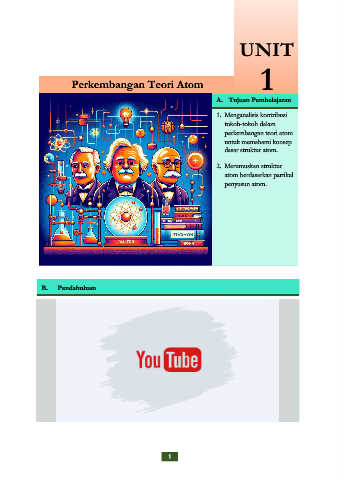 UNIT
1
Perkembangan Teori Atom
A. Tujuan Pembelajaran
1. Menganalisis kontribusi
tokoh-tokoh dalam
perkembangan teori atom
untuk memahami konsep
dasar struktur atom.
2. Merumuskan struktur
atom berdasarkan partikel
penyusun atom.
DALTON
B. Pendahuluan
YouTube
1